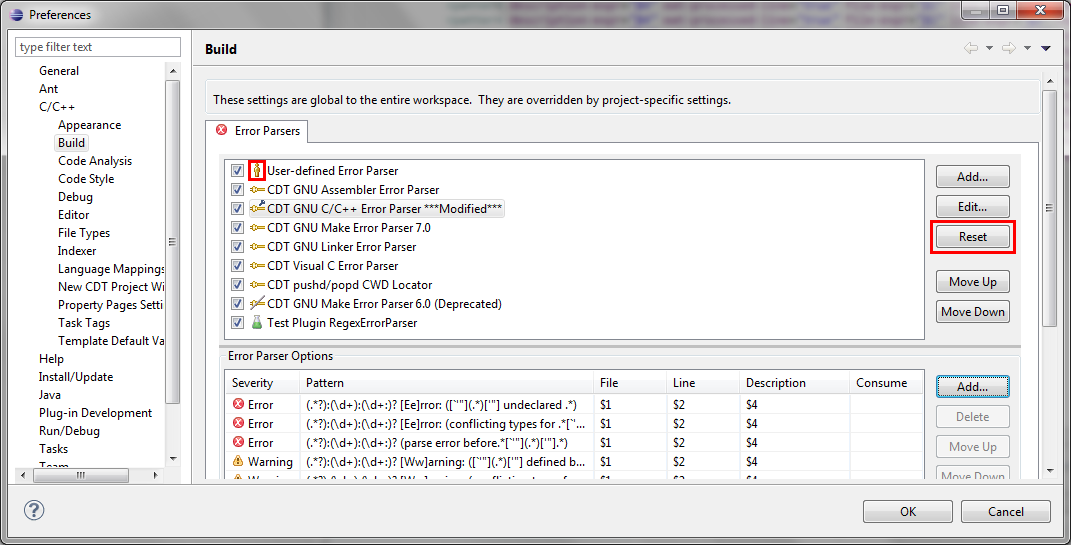 Preferences
type filter text
General
Ant
C/C++
Appearance
Build
Code Analysis
Code Style
Debug
Editor
File Types
Indexer
Language Mappings
New CDT Project Wi
Property Pages Setti
Task Tags
Template Default Va
Help
Install/Update
Java
Plug-in Development
Run/Debug
Tasks
Team
Build
These settings are global to the entire workspace. They are overridden by project-specific settings.
Error Parsers
User-defined Error Parser
CDT GNU Assembler Error Parser
CDT GNU C/C++ Error Parser ***Modified***
CDT GNU Make Error Parser 7.0
CDT GNU Linker Error Parser
CDT Visual C Error Parser
CDT pushd/popd CWD Locator
CDT GNU Make Error Parser 6.0 (Deprecated)
Test Plugin RegexErrorParser
Add...
Edit...
Reset
Move Up
Move Down
Error Parser Options
Severity Pattern File Line Description Consume
Error (.*?):(\d+):(\d+:)? [Ee]rror: ([`'"](.*)['"] undeclared .*) $1 $2 $4
Error (.*?):(\d+):(\d+:)? [Ee]rror: (conflicting types for .*[`'... $1 $2 $4
Error (.*?):(\d+):(\d+:)? (parse error before.*[`'"](.*)['"].*) $1 $2 $4
Warning (.*?):(\d+):(\d+:)? [Ww]arning: ([`'"](.*)['"] defined b... $1 $2 $4
Add...
Delete
Move Up
Move Down
OK
Cancel